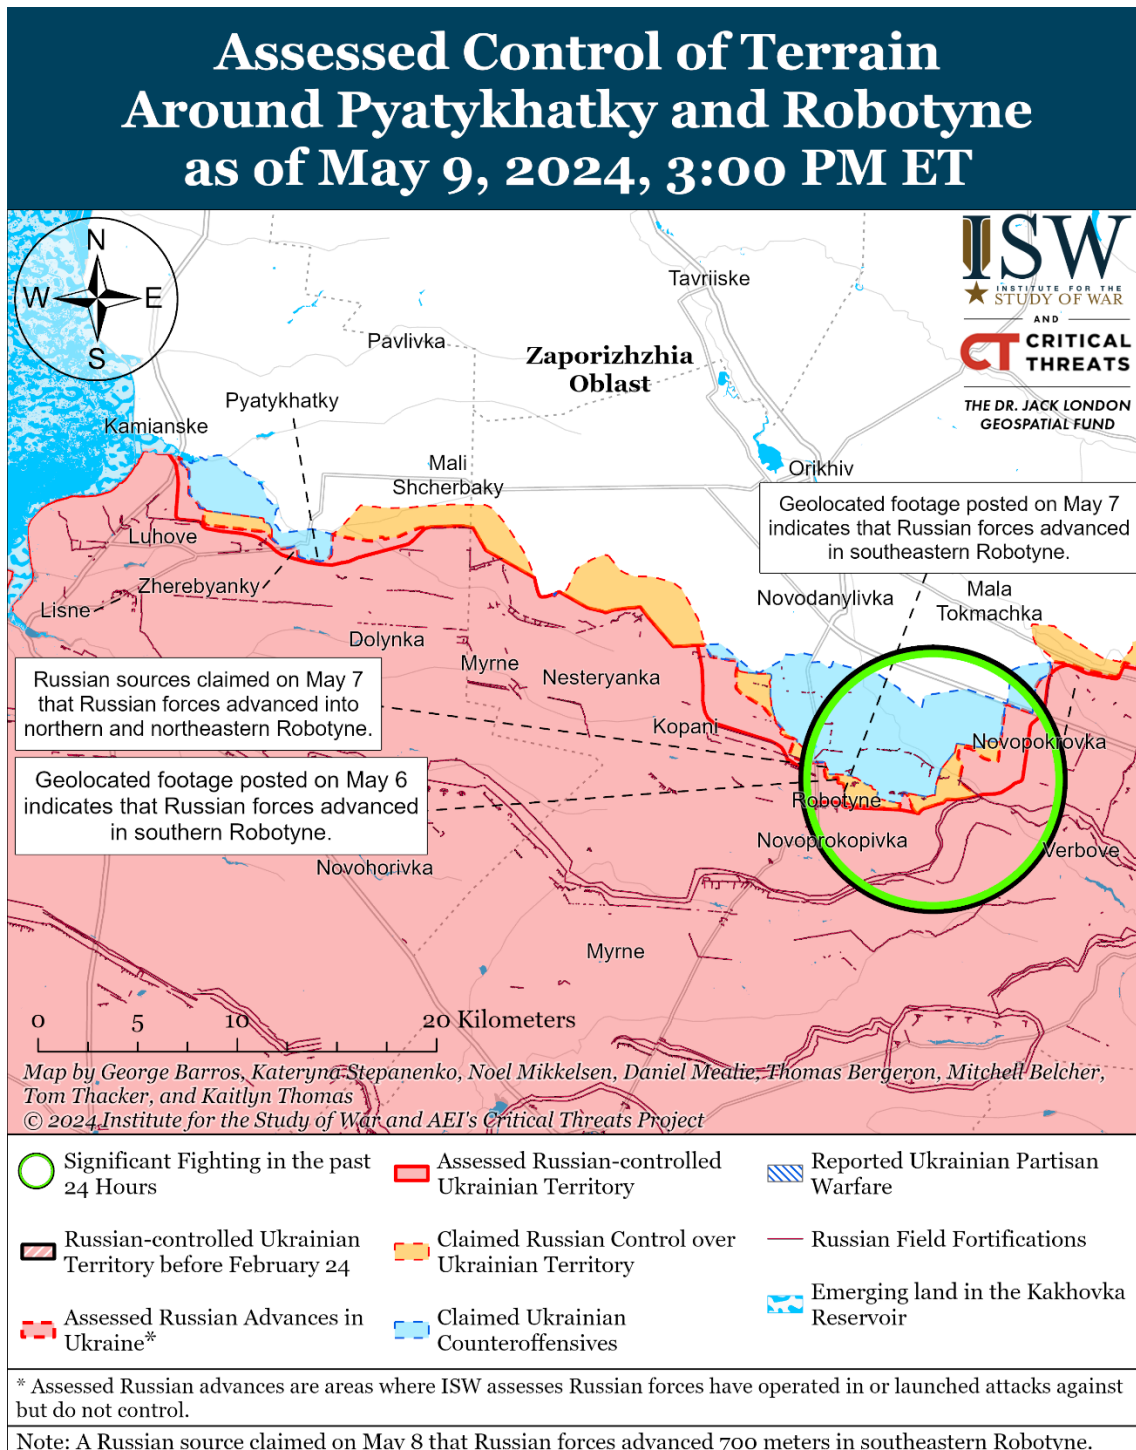 Assessed Control of Terrain
Around Pyatykhatky and Robotyne
as of May 9, 2024, 3:00 PM ET
N
W
E
S
ISW
INSTITUTE FOR THE
STUDY OF WAR
AND
CT CRITICAL
THREATS
THE DR. JACK LONDON
GEOSPATIAL FUND
Tavriiske
Pavlivka
Zaporizhzhia
Oblast
Pyatykhatky
Kamianske
Mali
Shcherbaky
Orikhiv
Geolocated footage posted on May 7
indicates that Russian forces advanced
in southeastern Robotyne.
Luhove
Zherebyanky
Lisne
Novodanylivka
Mala
Tokmachka
Dolynka
Myrne
Nesteryanka
Russian sources claimed on May 7
that Russian forces advanced into
northern and northeastern Robotyne.
Kopani
Novopokrovka
Geolocated footage posted on May 6
indicates that Russian forces advanced
in southern Robotyne.
Robotyne
Novoprokopivka
Verbove
Novohorivka
Myrne
0 5 10 20 Kilometers
Map by George Barros, Kateryna Stepanenko, Noel Mikkelsen, Daniel Mealie, Thomas Bergeron, Mitchell Belcher,
Tom Thacker, and Kaitlyn Thomas
© 2024 Institute for the Study of War and AEI's Critical Threats Project
Significant Fighting in the past
24 Hours
Russian-controlled Ukrainian
Territory before February 24
Assessed Russian Advances in
Ukraine*
Assessed Russian-controlled
Ukrainian Territory
Claimed Russian Control over
Ukrainian Territory
Claimed Ukrainian
Counteroffensives
Reported Ukrainian Partisan
Warfare
Russian Field Fortifications
Emerging land in the Kakhovka
Reservoir
* Assessed Russian advances are areas where ISW assesses Russian forces have operated in or launched attacks against
but do not control.
Note: A Russian source claimed on May 8 that Russian forces advanced 700 meters in southeastern Robotyne.